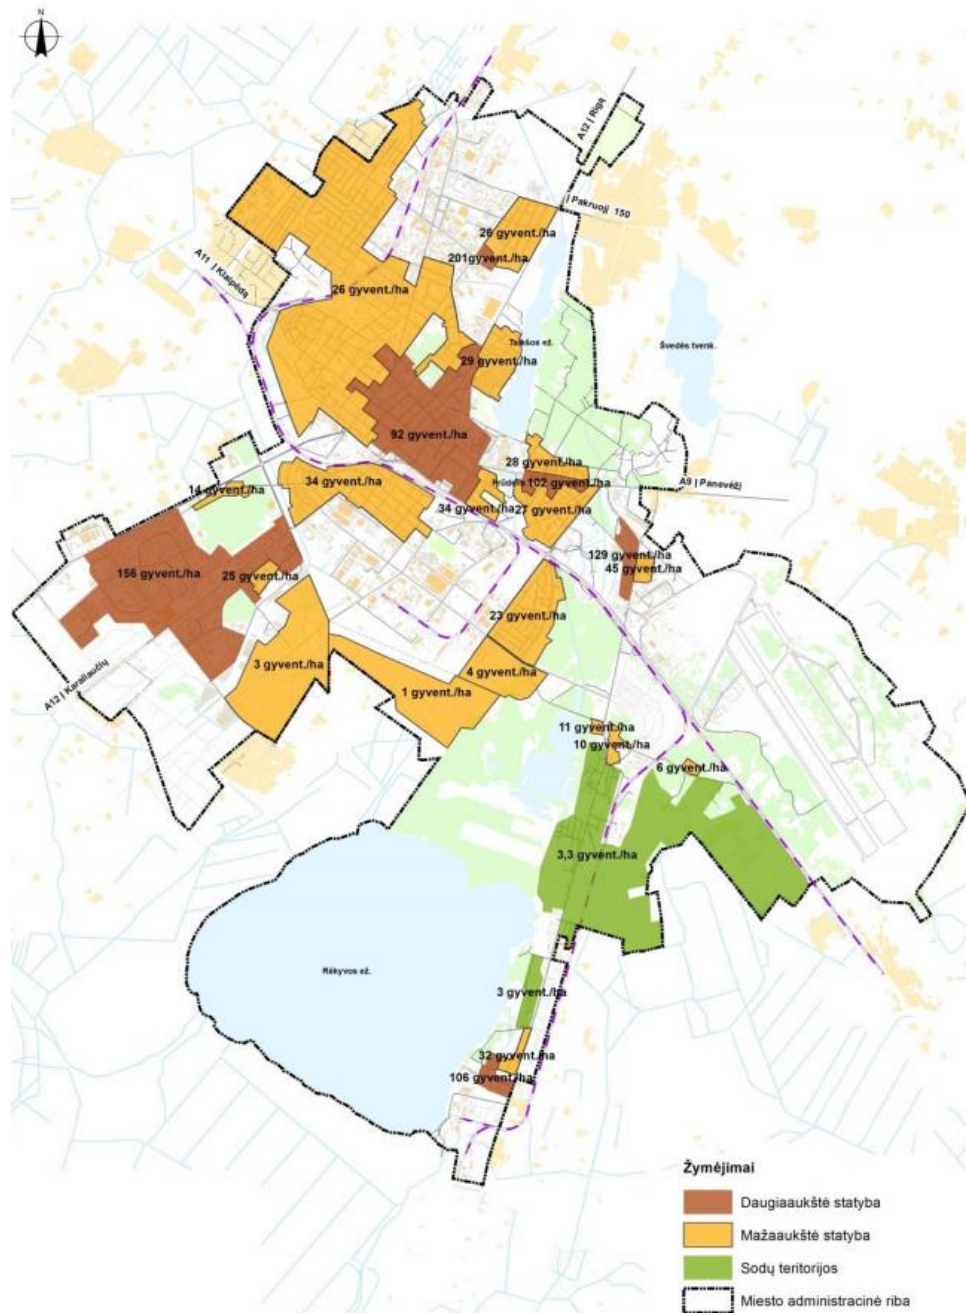 N
A12 Į Rygą
Į Pakruojį 150
26 gyvent./ha
201gyvent./ha
A11 Į Klaipėdą
26 gyvent./ha
Talkšos ež.
Švedės tvenk.
29 gyvent./ha
92 gyvent./ha
28 gyvent./ha
34 gyvent./ha
Prūdelis
102 gyvent./ha
A9 Į Panevėžį
14 gyvent./ha
34 gyvent./ha
27 gyvent./ha
129 gyvent./ha
156 gyvent./ha
25 gyvent./ha
45 gyvent./ha
23 gyvent./ha
3 gyvent./ha
4 gyvent./ha
A12 Į Karaliaučių
1 gyvent./ha
11 gyvent./ha
10 gyvent./ha
6 gyvent./ha
3,3 gyvent./ha
Rėkyvos ež.
3 gyvent./ha
32 gyvent./ha
106 gyvent./ha
Žymėjimai
Daugiaaukštė statyba
Mažaaukštė statyba
Sodų teritorijos
Miesto administracinė riba